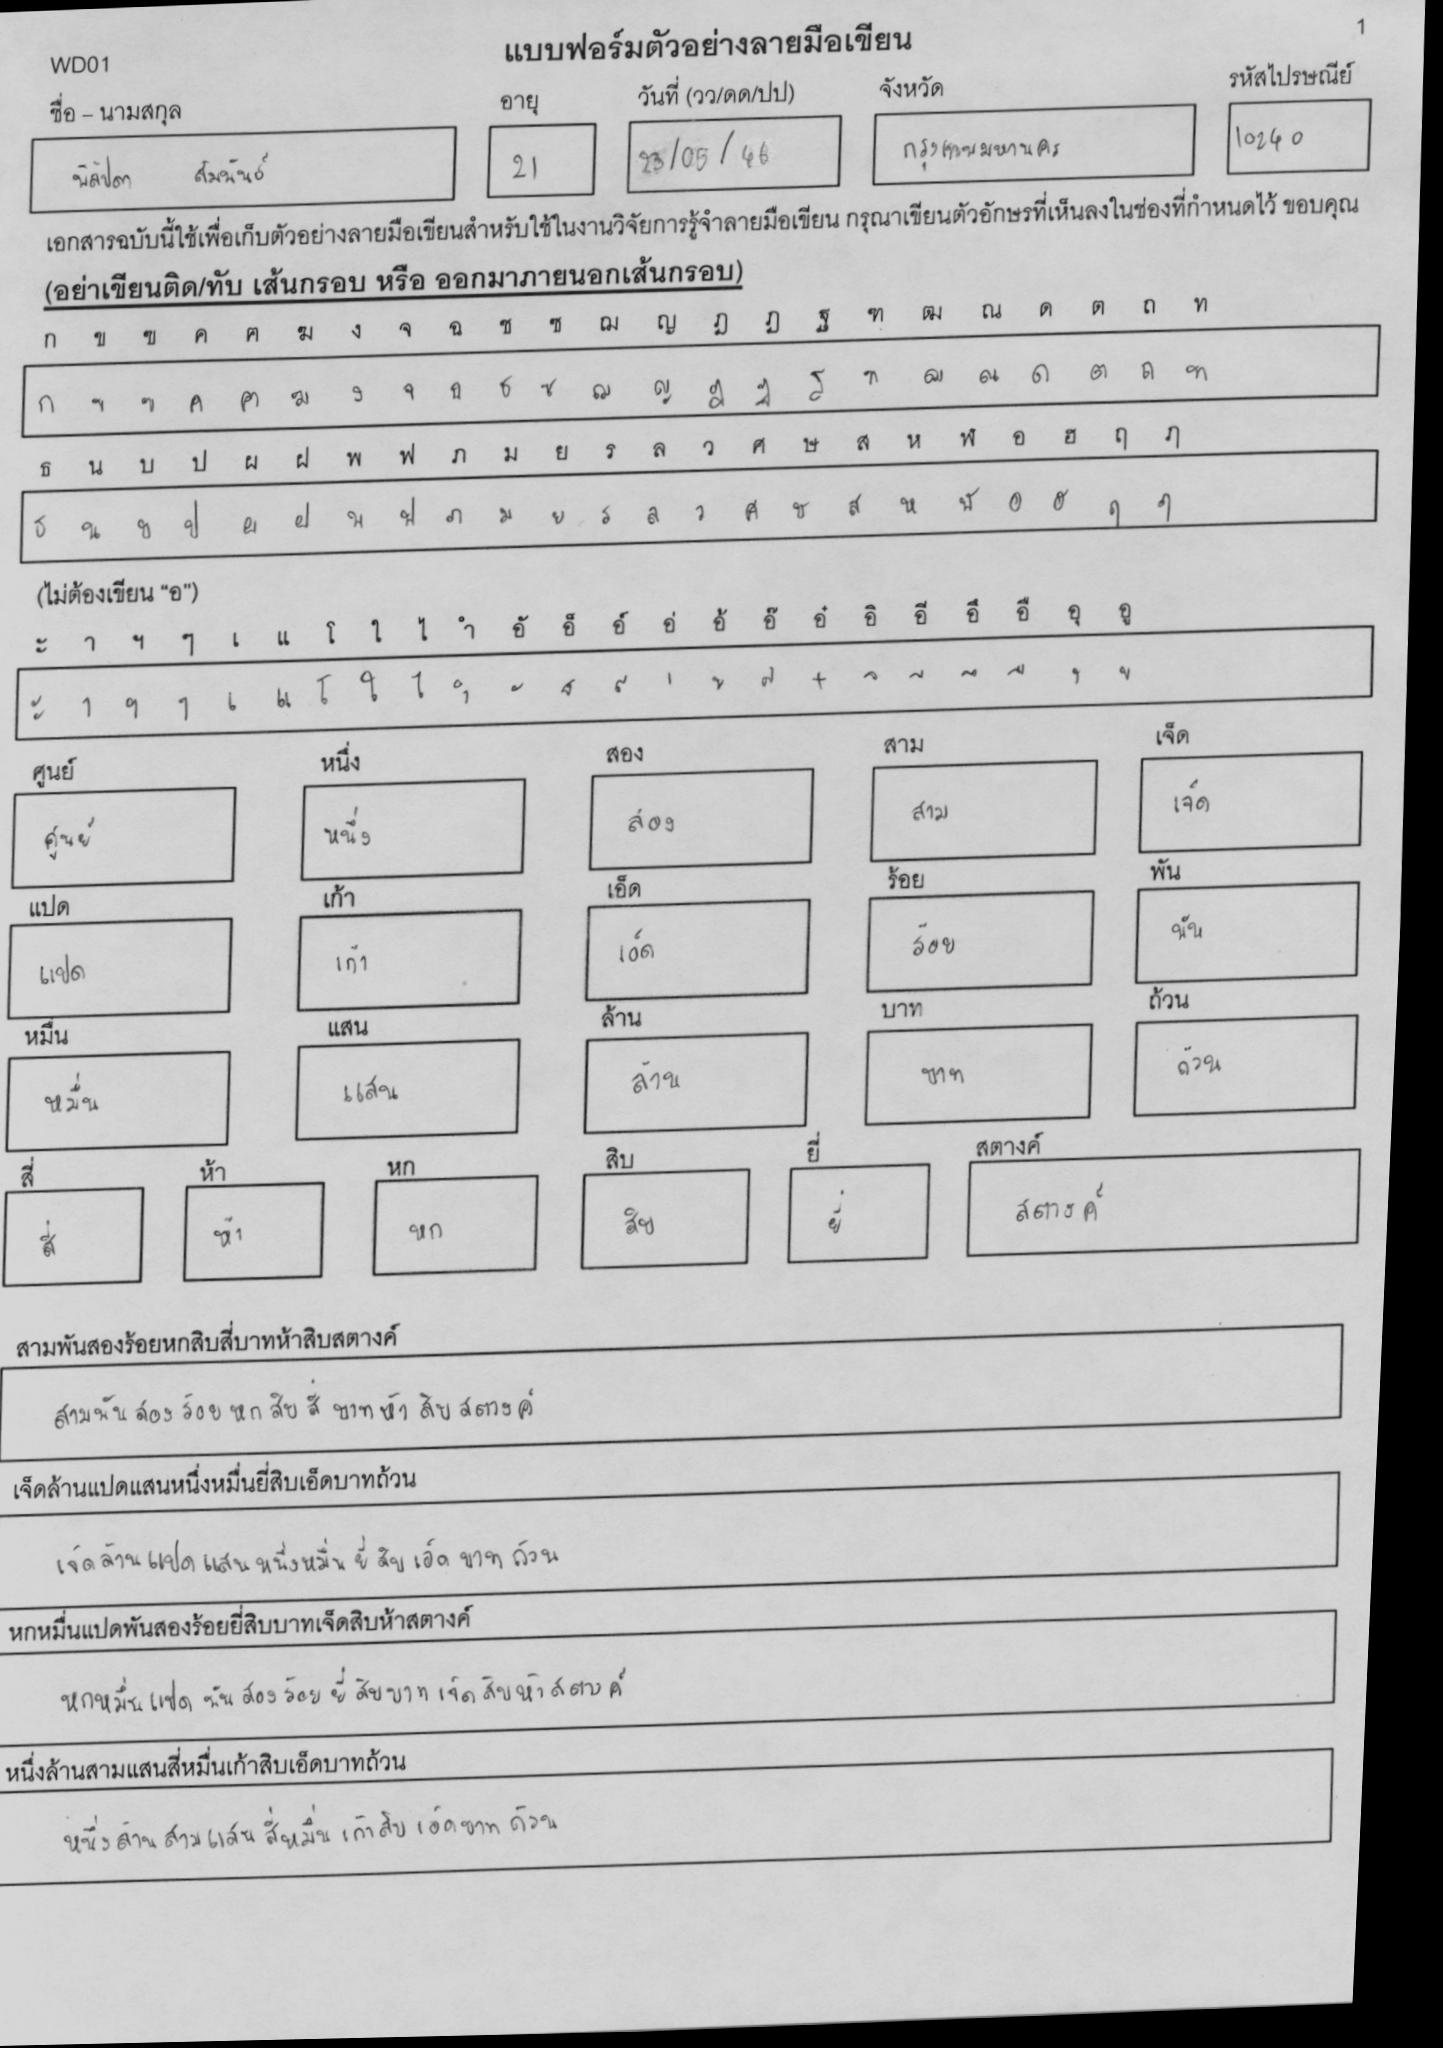 1
WD01 แบบฟอร์มตัวอย่างลายมือเขียน
ชื่อ – นามสกุล อายุ วันที่ (วว/ดด/ปป) จังหวัด รหัสไปรษณีย์
สัมพันธ์ 21 23/05/46 กรุงเทพมหานคร 10240
เอกสารฉบับนี้ใช้เพื่อเก็บตัวอย่างลายมือเขียนสำหรับใช้ในงานวิจัยการรู้จำลายมือเขียน กรุณาเขียนตัวอักษรที่เห็นลงในช่องที่กำหนดไว้ ขอบคุณ
(อย่าเขียนติด/ทับ เส้นกรอบ หรือ ออกมาภายนอกเส้นกรอบ)
ก ข ฃ ค ฅ ฆ ง จ ฉ ช ซ ฌ ญ ฎ ฏ ฐ ฑ ฒ ณ ด ต ถ ท
ก ข ฃ ค ฅ ฆ ง จ ฉ ช ซ ฌ ญ ฎ ฏ ฐ ฑ ฒ ณ ด ต ถ ท
ธ น บ ป ผ ฝ พ ฟ ภ ม ย ร ล ว ศ ษ ส ห ฬ อ ฮ ฤ ฦ
ธ น บ ป ผ ฝ พ ฟ ภ ม ย ร ล ว ศ ษ ส ห ฬ อ ฮ ฤ ฦ
(ไม่ต้องเขียน “อ”)
ะ า ฯ ๆ เ แ โ ใ ไ ำ อั อ็ อ์ อ่ อ้ อ๊ อ๋ อิ อี อึ อื อุ อู
ะ า ฯ ๆ เ แ โ ใ ไ ำ ั ็ ์ ่ ้ ๊ ๋ ิ ี ึ ื ุ ู
ศูนย์ หนึ่ง สอง สาม เจ็ด
ศูนย์ หนึ่ง สอง สาม เจ็ด
แปด เก้า เอ็ด ร้อย พัน
แปด เก้า เอ็ด ร้อย พัน
หมื่น แสน ล้าน บาท ถ้วน
หมื่น แสน ล้าน บาท ถ้วน
สี่ ห้า หก สิบ ยี่ สตางค์
สี่ ห้า หก สิบ ยี่ สตางค์
สามพันสองร้อยหกสิบสี่บาทห้าสิบสตางค์
สามพันสองร้อยหกสิบสี่บาทห้าสิบสตางค์
เจ็ดล้านแปดแสนหนึ่งหมื่นยี่สิบเอ็ดบาทถ้วน
เจ็ดล้านแปดแสนหนึ่งหมื่นยี่สิบเอ็ดบาทถ้วน
หกหมื่นแปดพันสองร้อยยี่สิบบาทเจ็ดสิบห้าสตางค์
หกหมื่นแปดพันสองร้อยยี่สิบบาทเจ็ดสิบห้าสตางค์
หนึ่งล้านสามแสนสี่หมื่นเก้าสิบเอ็ดบาทถ้วน
หนึ่งล้านสามแสนสี่หมื่นเก้าสิบเอ็ดบาทถ้วน